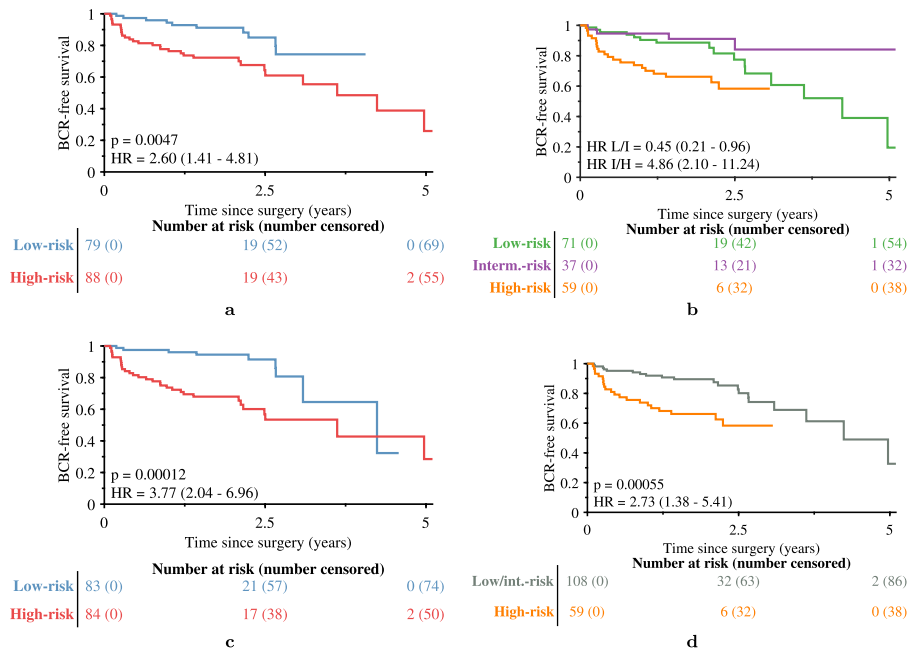 1
0.8
0.6
0.4
0.2
0
BCR-free survival
p = 0.0047
HR = 2.60 (1.41 - 4.81)
0 2.5 5
Time since surgery (years)
Number at risk (number censored)
Low-risk 79 (0) 19 (52) 0 (69)
High-risk 88 (0) 19 (43) 2 (55)
a
1
0.8
0.6
0.4
0.2
0
BCR-free survival
HR L/I = 0.45 (0.21 - 0.96)
HR I/H = 4.86 (2.10 - 11.24)
0 2.5 5
Time since surgery (years)
Number at risk (number censored)
Low-risk 71 (0) 19 (42) 1 (54)
Interm.-risk 37 (0) 13 (21) 1 (32)
High-risk 59 (0) 6 (32) 0 (38)
b
1
0.8
0.6
0.4
0.2
0
BCR-free survival
p = 0.00012
HR = 3.77 (2.04 - 6.96)
0 2.5 5
Time since surgery (years)
Number at risk (number censored)
Low-risk 83 (0) 21 (57) 0 (74)
High-risk 84 (0) 17 (38) 2 (50)
c
1
0.8
0.6
0.4
0.2
0
BCR-free survival
p = 0.00055
HR = 2.73 (1.38 - 5.41)
0 2.5 5
Time since surgery (years)
Number at risk (number censored)
Low/int.-risk 108 (0) 32 (63) 2 (86)
High-risk 59 (0) 6 (32) 0 (38)
d